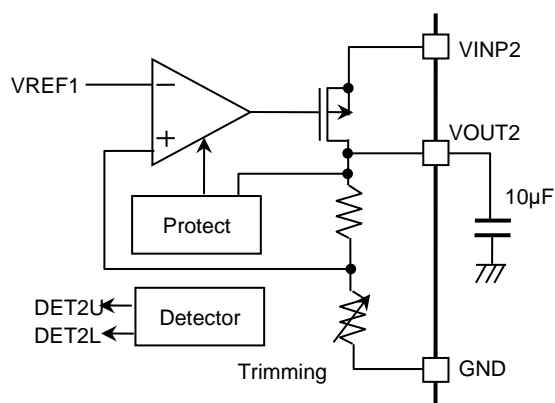 VINP2
VREF1
−
+
VOUT2
10µF
Protect
DET2U
Detector
DET2L
Trimming
GND